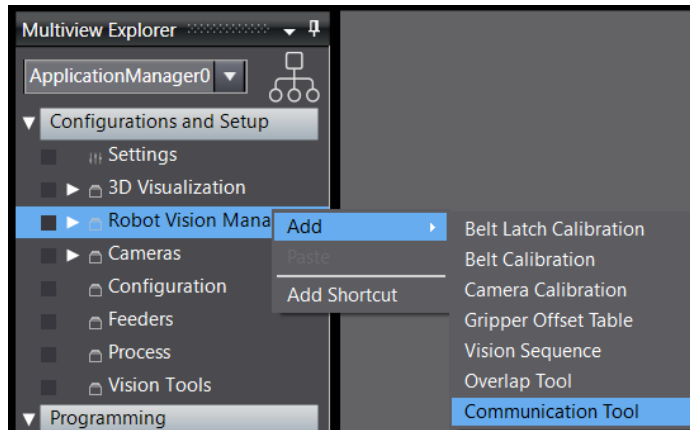 Multiview Explorer
ApplicationManager0
Configurations and Setup
Settings
3D Visualization
Robot Vision Mana
Cameras
Configuration
Feeders
Process
Vision Tools
Programming
Add
Paste
Add Shortcut
Belt Latch Calibration
Belt Calibration
Camera Calibration
Gripper Offset Table
Vision Sequence
Overlap Tool
Communication Tool